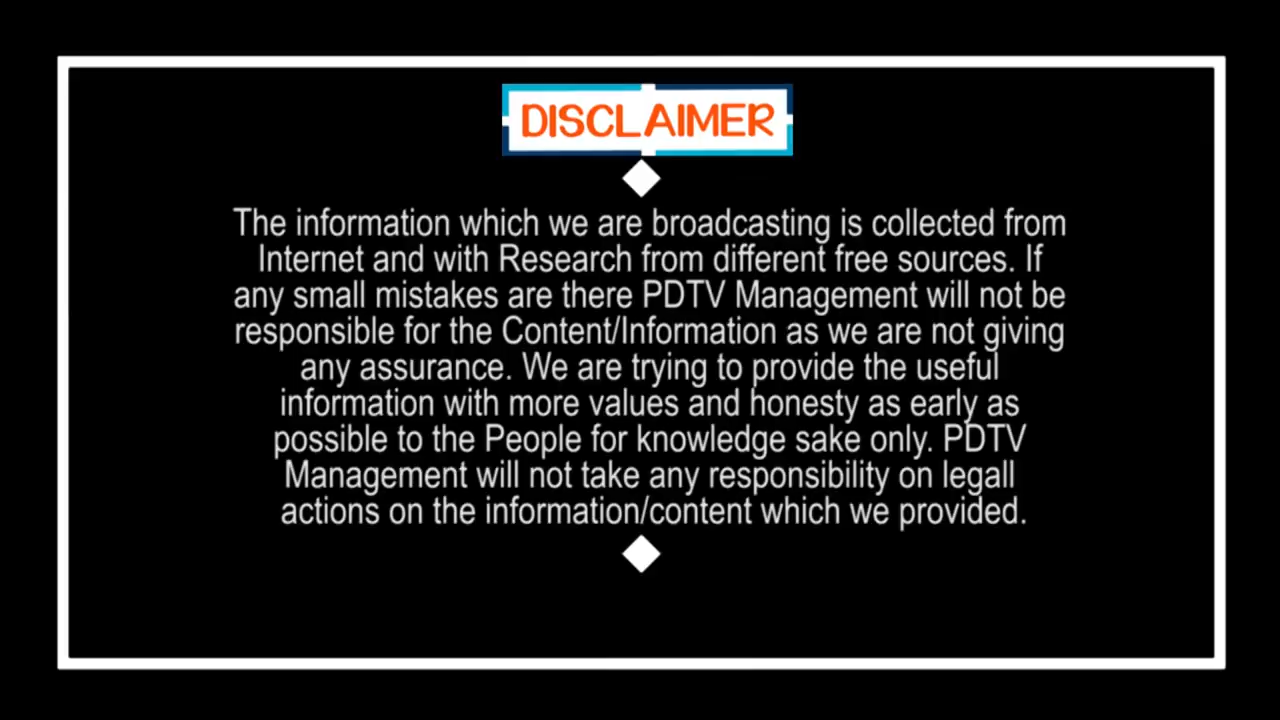 DISCLAIMER
The information which we are broadcasting is collected from
Internet and with Research from different free sources. If
any small mistakes are there PDTV Management will not be
responsible for the Content/Information as we are not giving
any assurance. We are trying to provide the useful
information with more values and honesty as early as
possible to the People for knowledge sake only. PDTV
Management will not take any responsibility on legall
actions on the information/content which we provided.